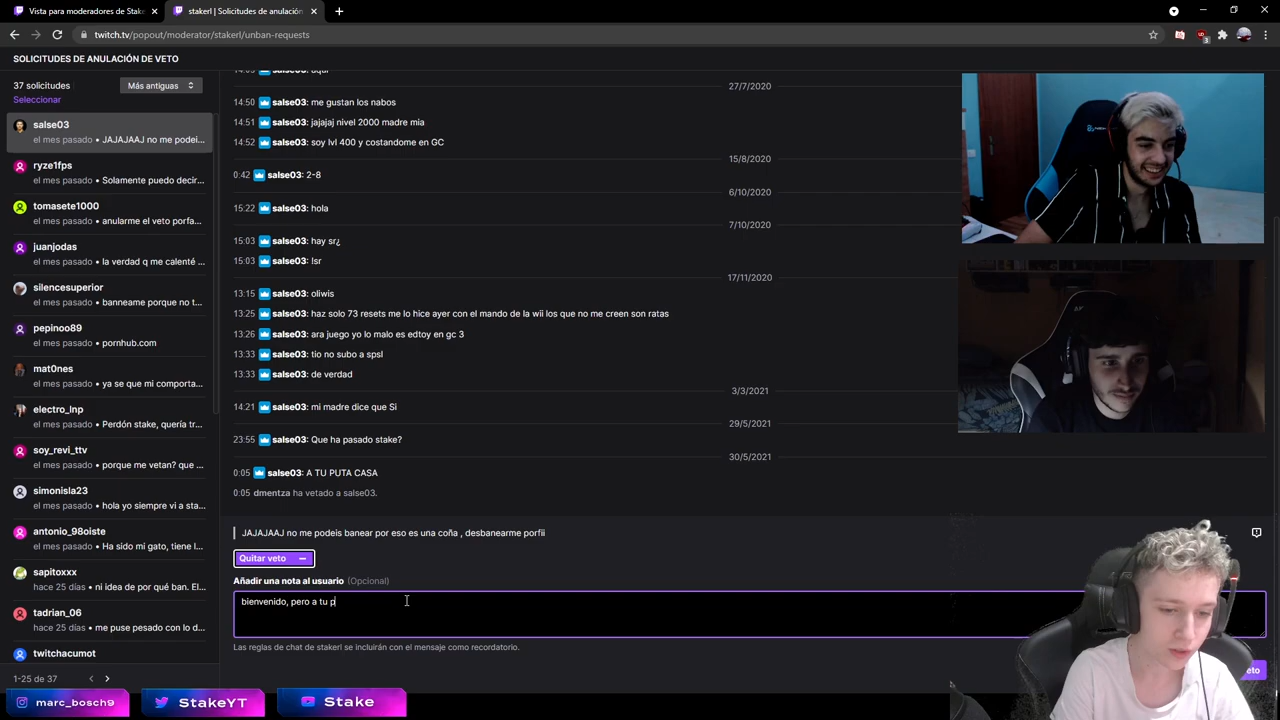 Vista para moderadores de Stake
stakerl | Solicitudes de anulación
twitch.tv/popout/moderator/stakerl/unban-requests
SOLICITUDES DE ANULACIÓN DE VETO
37 solicitudes
Más antiguas
Seleccionar
salse03
el mes pasado • JAJAJAAJ no me podei...
ryze1fps
el mes pasado • Solamente puedo decir...
tomasete1000
el mes pasado • anularme el veto porfa...
juanjodas
el mes pasado • la verdad q me calenté ...
silencesuperior
el mes pasado • banneame porque no t...
pepinoo89
el mes pasado • pornhub.com
mat0nes
el mes pasado • ya se que mi comporta...
electro_lnp
el mes pasado • Perdón stake, quería tr...
soy_revi_ttv
el mes pasado • porque me vetan? que ...
simonisla23
el mes pasado • hola yo siempre vi a sta...
antonio_98oiste
el mes pasado • Ha sido mi gato, tiene l...
sapitoxxx
hace 25 días • ni idea de por qué ban. El...
tadrian_06
hace 25 días • me puse pesado con lo d...
twitchacumot
1-25 de 37
27/7/2020
14:50 salse03: me gustan los nabos
14:51 salse03: jajajaj nivel 2000 madre mia
14:52 salse03: soy lvl 400 y costandome en GC
15/8/2020
0:42 salse03: 2-8
6/10/2020
15:22 salse03: hola
7/10/2020
15:03 salse03: hay sr¿
15:03 salse03: !sr
17/11/2020
13:15 salse03: oliwis
13:25 salse03: haz solo 73 resets me lo hice ayer con el mando de la wii los que no me creen son ratas
13:26 salse03: ara juego yo lo malo es edtoy en gc 3
13:33 salse03: tio no subo a spsl
13:33 salse03: de verdad
3/3/2021
14:21 salse03: mi madre dice que Si
29/5/2021
23:55 salse03: Que ha pasado stake?
30/5/2021
0:05 salse03: A TU PUTA CASA
0:05 dmentza ha vetado a salse03.
JAJAJAAJ no me podeis banear por eso es una coña , desbanearme porfii
Quitar veto
Añadir una nota al usuario (Opcional)
bienvenido, pero a tu p
Las reglas de chat de stakerl se incluirán con el mensaje como recordatorio.
marc_bosch9
StakeYT
Stake